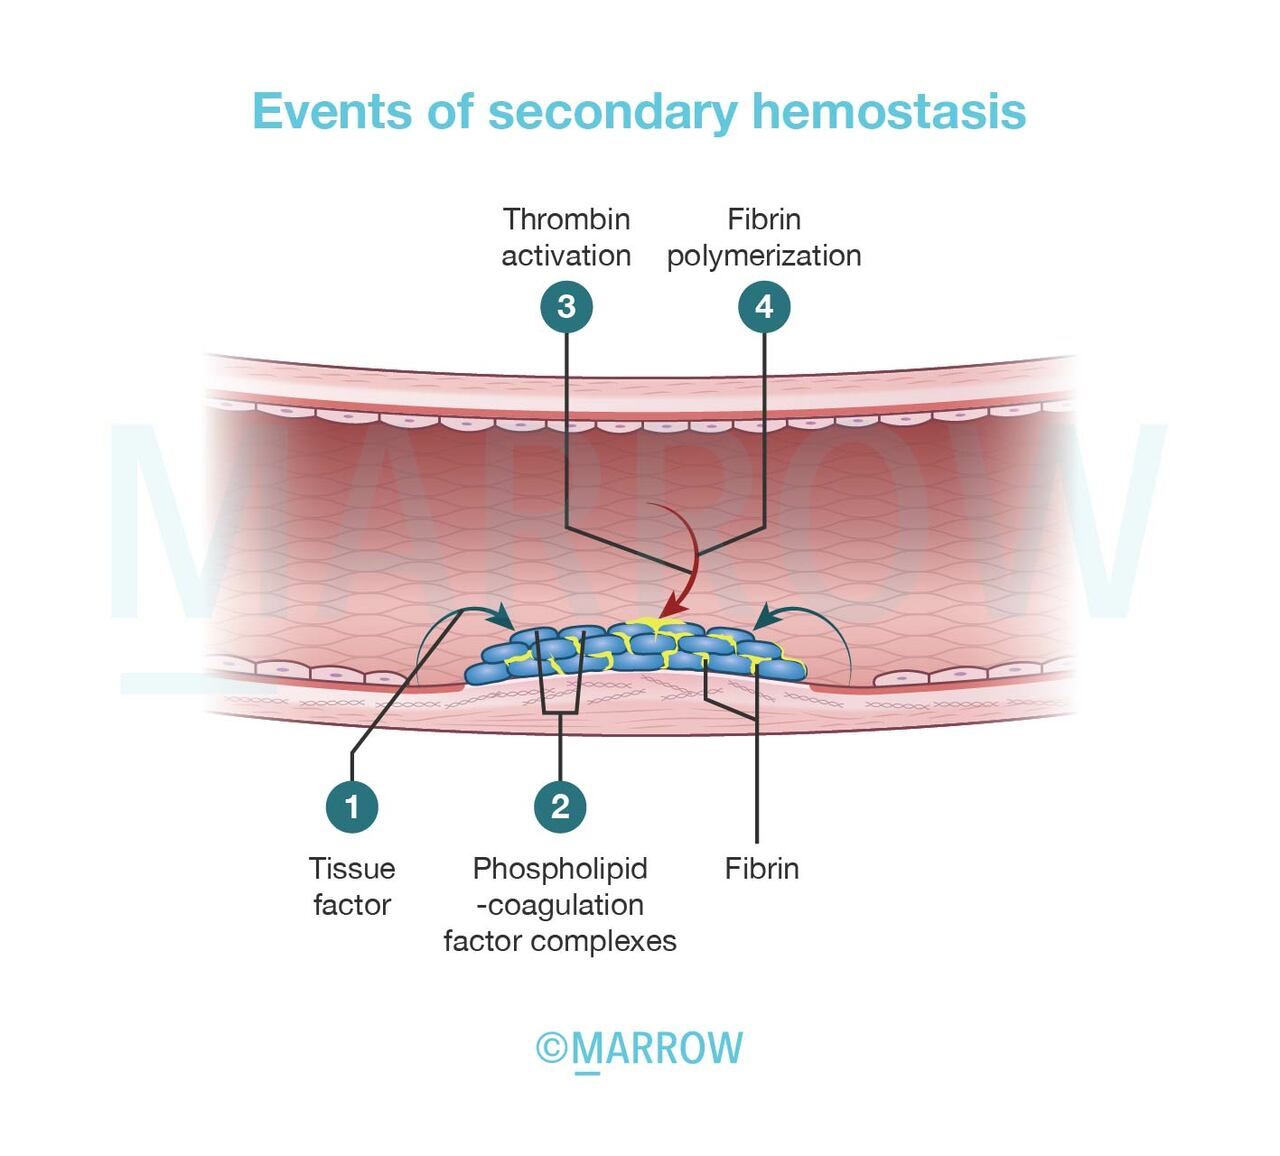 Events of secondary hemostasis
Thrombin
activation
Fibrin
polymerization
3
4
MARROW
1
2
Tissue
factor
Phospholipid
-coagulation
factor complexes
Fibrin
©MARROW